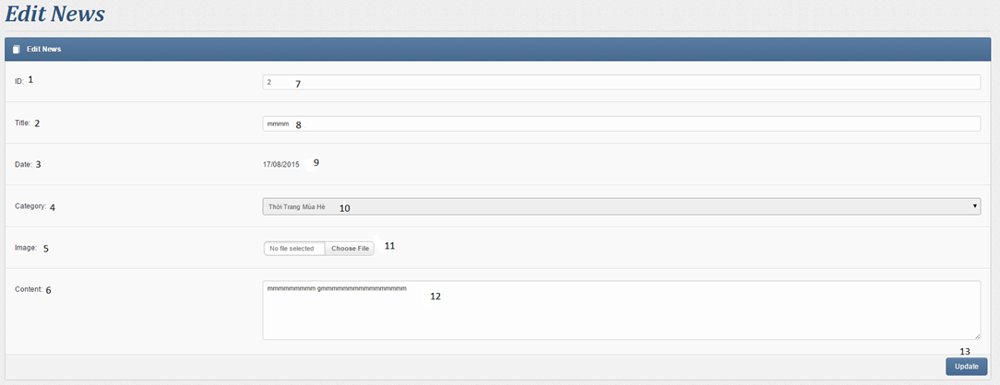 Edit News
Edit News
ID: 1
2 7
Title: 2
mmmm 8
Date: 3
17/08/2015 9
Category: 4
Thời Trang Mùa Hè 10
Image: 5
No file selected Choose File 11
Content: 6
mmmmmmmmm gmmmmmmmmmmmmmmm 12
13
Update